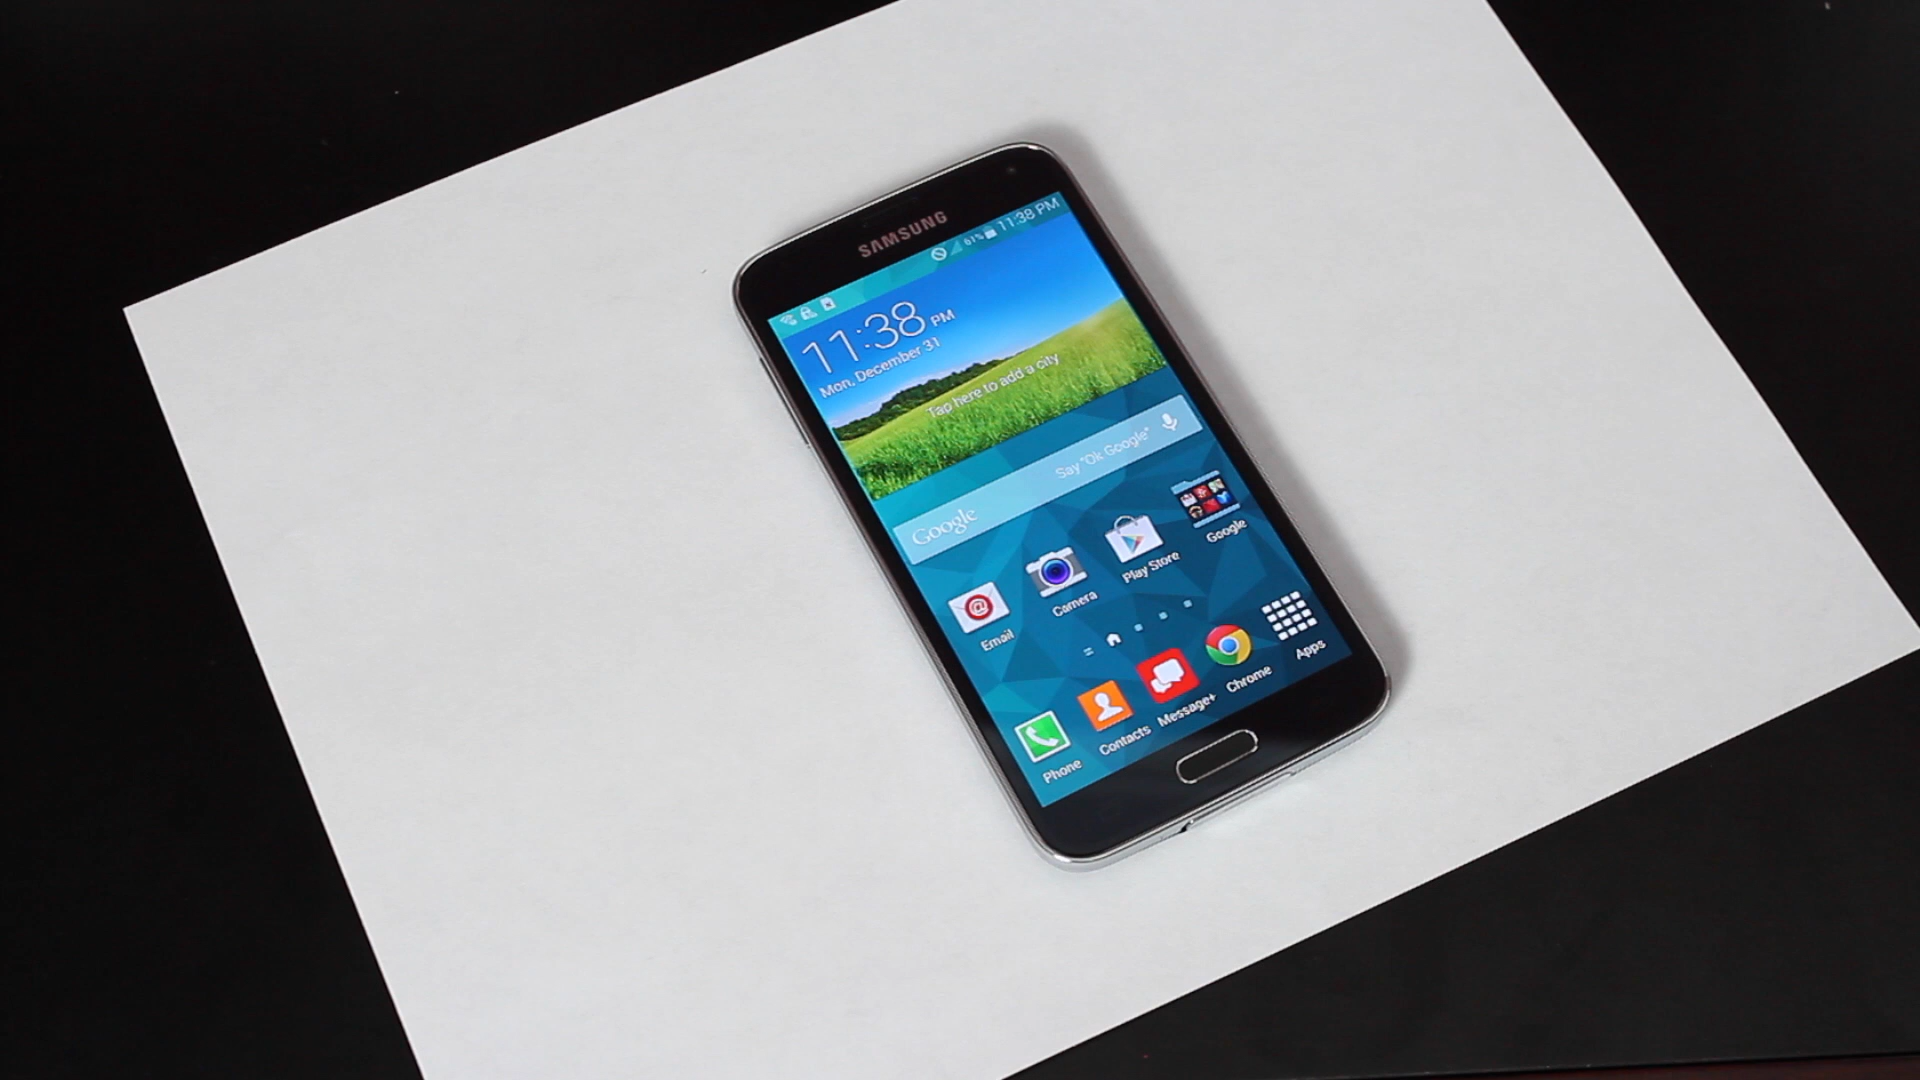 SAMSUNG
61% 11:38 PM
11:38 PM
Mon, December 31
Tap here to add a city
Google Say "Ok Google"
Email Camera Play Store Google
Phone Contacts Message+ Chrome Apps